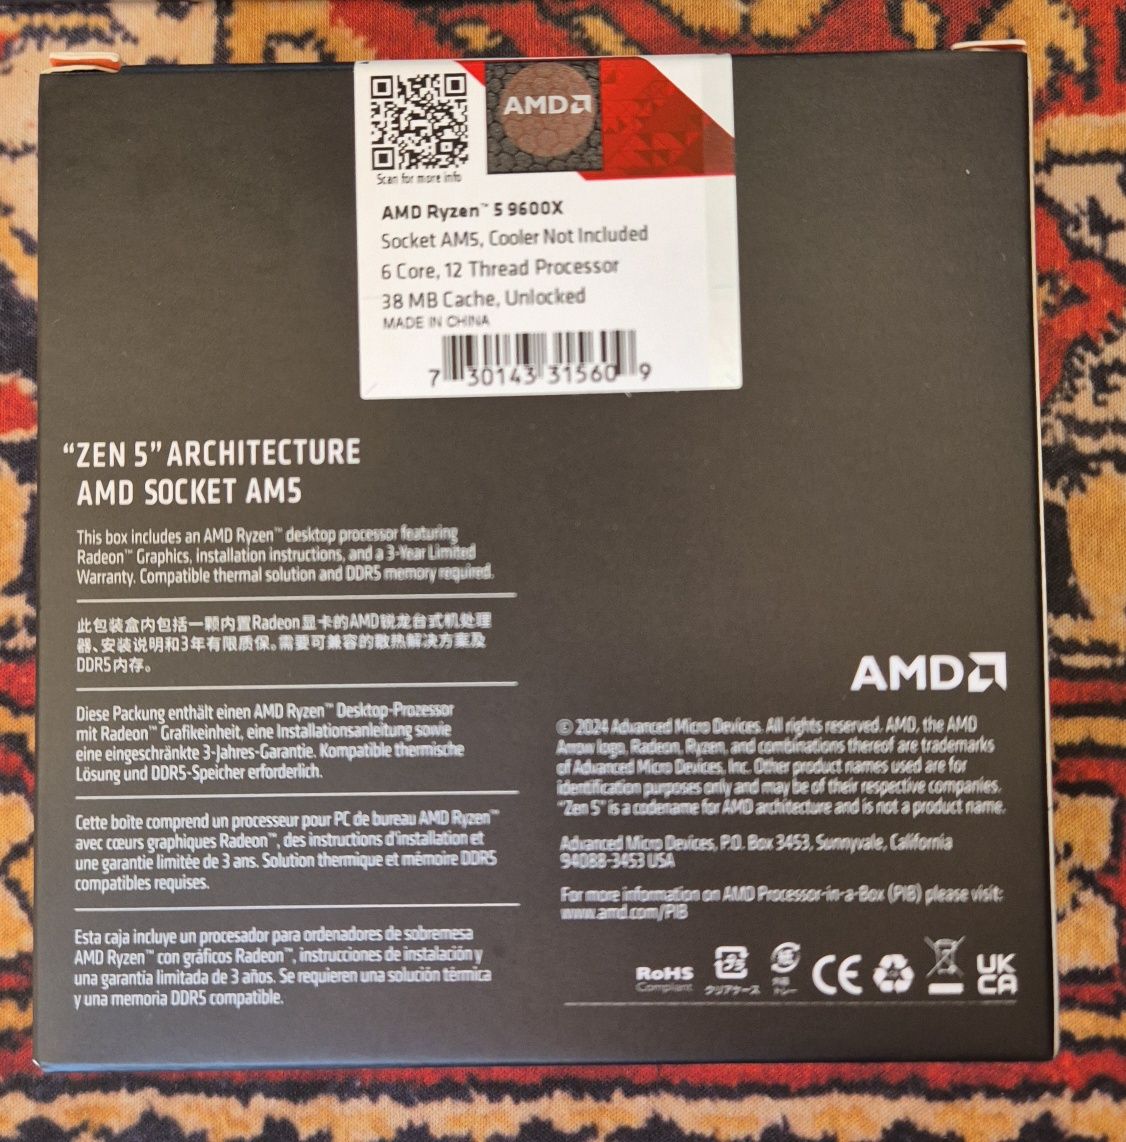 Scan for more info
AMD
AMD Ryzen™ 5 9600X
Socket AM5, Cooler Not Included
6 Core, 12 Thread Processor
38 MB Cache, Unlocked
MADE IN CHINA
7 30143 31560 9
“ZEN 5” ARCHITECTURE
AMD SOCKET AM5
This box includes an AMD Ryzen™ desktop processor featuring
Radeon™ Graphics, installation instructions, and a 3-Year Limited
Warranty. Compatible thermal solution and DDR5 memory required.
此包装盒内包括一颗内置Radeon显卡的AMD锐龙台式机处理
器、安装说明和3年有限质保。需要可兼容的散热解决方案及
DDR5内存。
Diese Packung enthält einen AMD Ryzen™ Desktop-Prozessor
mit Radeon™ Grafikeinheit, eine Installationsanleitung sowie
eine eingeschränkte 3-Jahres-Garantie. Kompatible thermische
Lösung und DDR5-Speicher erforderlich.
Cette boîte comprend un processeur pour PC de bureau AMD Ryzen™
avec cœurs graphiques Radeon™, des instructions d'installation et
une garantie limitée de 3 ans. Solution thermique et mémoire DDR5
compatibles requises.
Esta caja incluye un procesador para ordenadores de sobremesa
AMD Ryzen™ con gráficos Radeon™, instrucciones de instalación y
una garantía limitada de 3 años. Se requieren una solución térmica
y una memoria DDR5 compatible.
AMD
© 2024 Advanced Micro Devices. All rights reserved. AMD, the AMD
Arrow logo, Radeon, Ryzen, and combinations thereof are trademarks
of Advanced Micro Devices, Inc. Other product names used are for
identification purposes only and may be of their respective companies.
“Zen 5” is a codename for AMD architecture and is not a product name.
Advanced Micro Devices, P.O. Box 3453, Sunnyvale, California
94088-3453 USA
For more information on AMD Processor-in-a-Box (PIB) please visit:
www.amd.com/PIB
RoHS
Compliant
プラ
クリアケース
トレー
CE
UK
CA